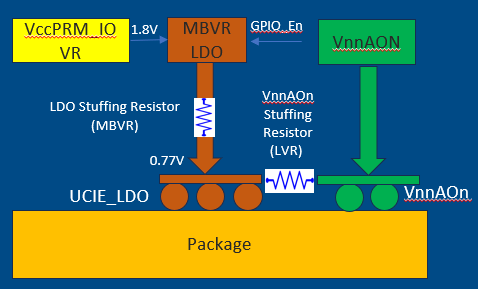 VccPRM_IO
VR
1.8V
MBVR
LDO
GPIO_En
VnnAON
LDO Stuffing Resistor
(MBVR)
VnnAOn
Stuffing
Resistor
(LVR)
0.77V
UCIE_LDO
VnnAOn
Package